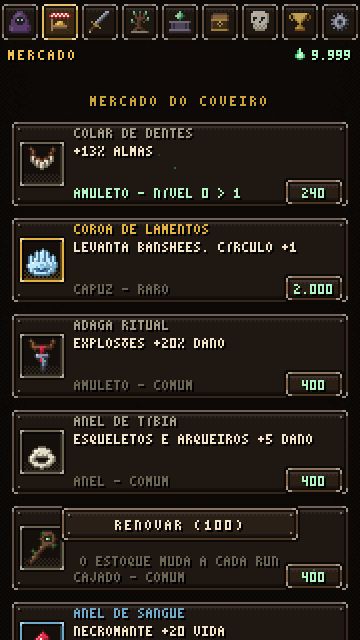 MERCADO
9.999
MERCADO DO COVEIRO
COLAR DE DENTES
+13% ALMAS
AMULETO - NÍVEL 0 > 1
240
COROA DE LAMENTOS
LEVANTA BANSHEES. CÍRCULO +1
CAPUZ - RARO
2.000
ADAGA RITUAL
EXPLOSÕES +20% DANO
AMULETO - COMUM
400
ANEL DE TÍBIA
ESQUELETOS E ARQUEIROS +5 DANO
ANEL - COMUM
400
RENOVAR (100)
O ESTOQUE MUDA A CADA RUN
CAJADO - COMUM
400
ANEL DE SANGUE
NECROMANTE +20 VIDA